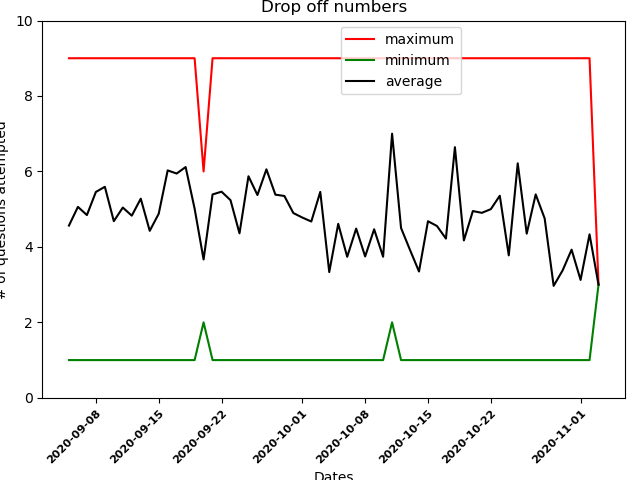 Drop off numbers
# of questions attempted
10
8
6
4
2
0
maximum
minimum
average
2020-09-08
2020-09-15
2020-09-22
2020-10-01
2020-10-08
2020-10-15
2020-10-22
2020-11-01
Dates